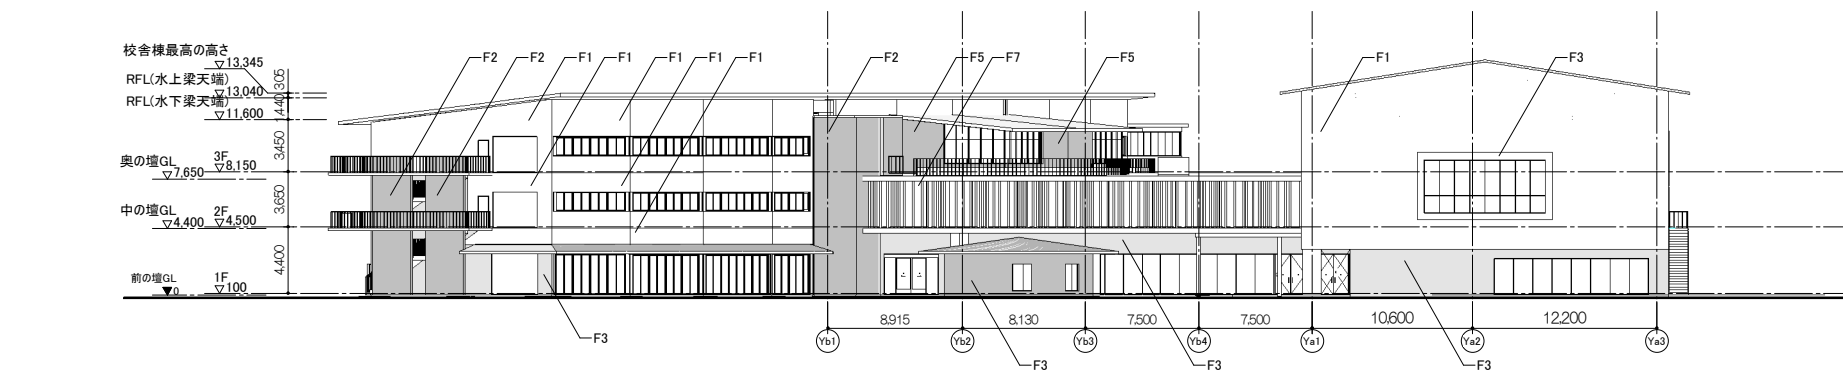 校舎棟最高の高さ
▽13,345
RFL(水上梁天端)
▽13,040
RFL(水下梁天端)
▽11,600
奥の壇GL
▽7,650
3F
▽8,150
中の壇GL
▽4,400
2F
▽4,500
前の壇GL
▼0
1F
▽100
305
1,440
3,450
3,650
4,400
F2
F2
F1
F1
F1
F1
F1
F2
F5
F7
F5
F1
F3
F3
F3
F3
F3
8,915
8,130
7,500
7,500
10,600
12,200
Yb1
Yb2
Yb3
Yb4
Ya1
Ya2
Ya3